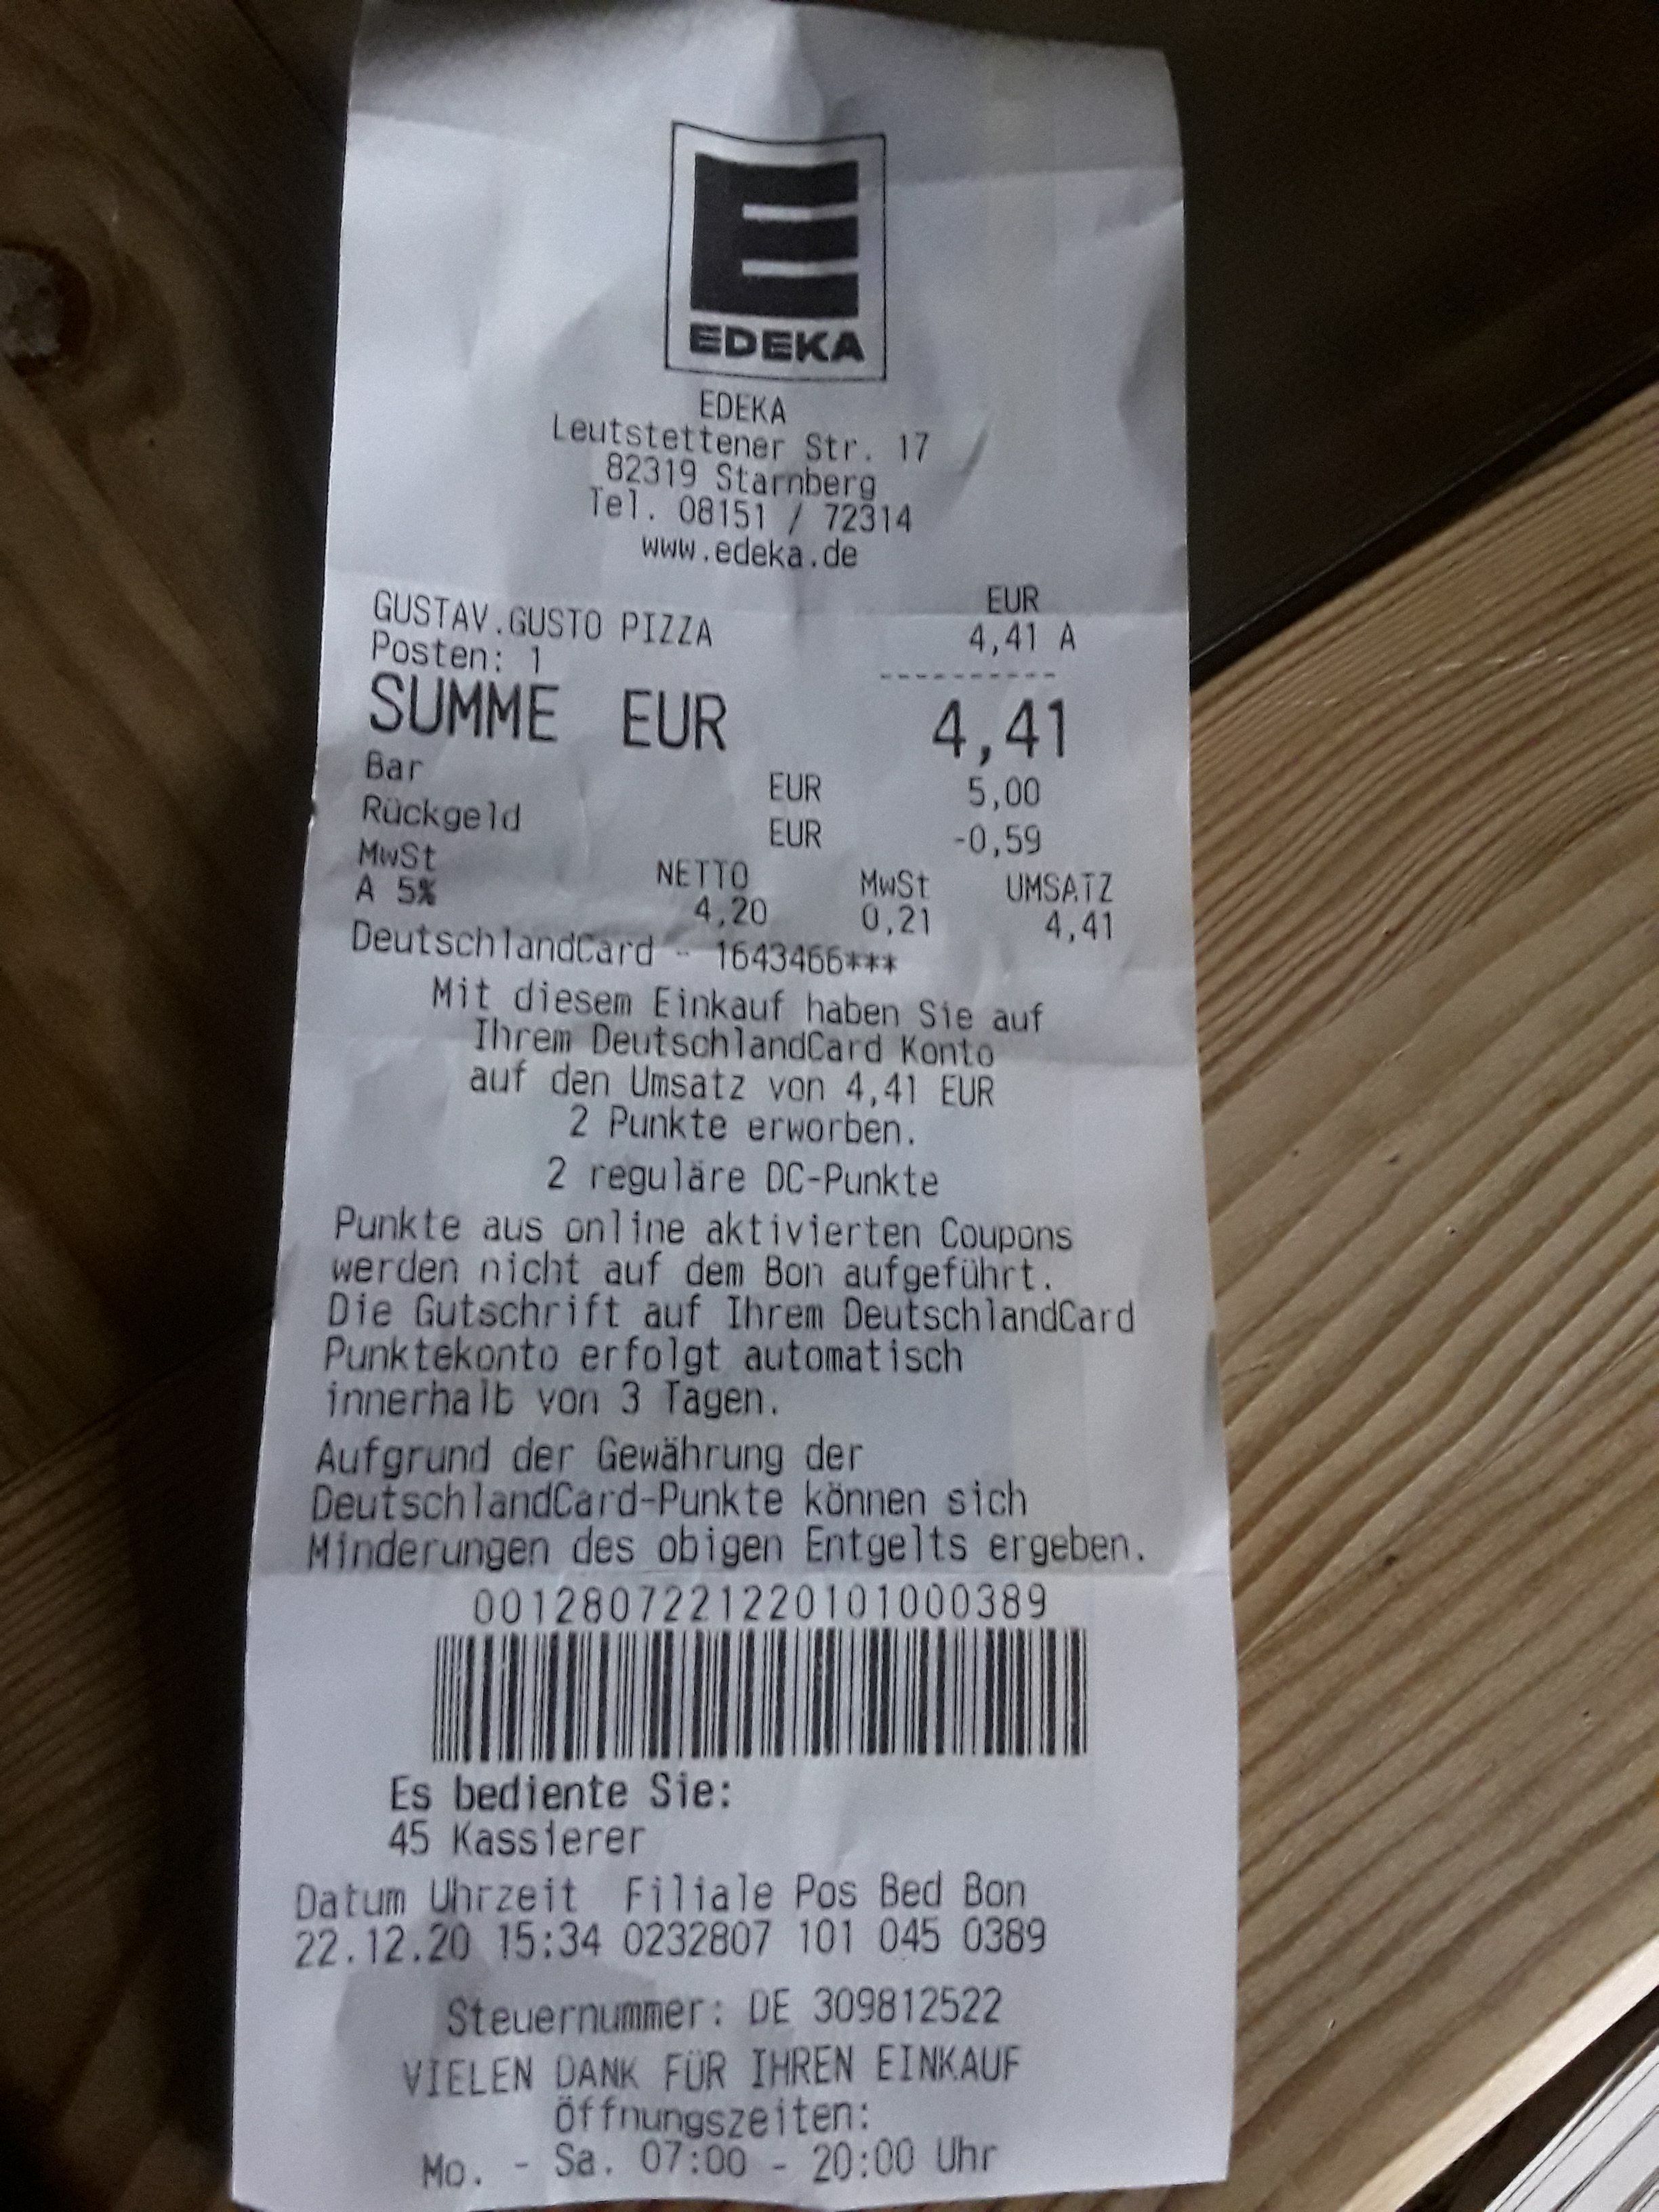 EDEKA
EDEKA
Leutstettener Str. 17
82319 Starnberg
Tel. 08151 / 72314
www.edeka.de
EUR
GUSTAV.GUSTO PIZZA 4,41 A
Posten: 1
----------
SUMME EUR 4,41
Bar EUR 5,00
Rückgeld EUR -0,59
MwSt NETTO MwSt UMSATZ
A 5% 4,20 0,21 4,41
DeutschlandCard - 1643466***
Mit diesem Einkauf haben Sie auf
Ihrem DeutschlandCard Konto
auf den Umsatz von 4,41 EUR
2 Punkte erworben.
2 reguläre DC-Punkte
Punkte aus online aktivierten Coupons
werden nicht auf dem Bon aufgeführt.
Die Gutschrift auf Ihrem DeutschlandCard
Punktekonto erfolgt automatisch
innerhalb von 3 Tagen.
Aufgrund der Gewährung der
DeutschlandCard-Punkte können sich
Minderungen des obigen Entgelts ergeben.
0012807221220101000389
Es bediente Sie:
45 Kassierer
Datum Uhrzeit Filiale Pos Bed Bon
22.12.20 15:34 0232807 101 045 0389
Steuernummer: DE 309812522
VIELEN DANK FÜR IHREN EINKAUF
Öffnungszeiten:
Mo. - Sa. 07:00 - 20:00 Uhr